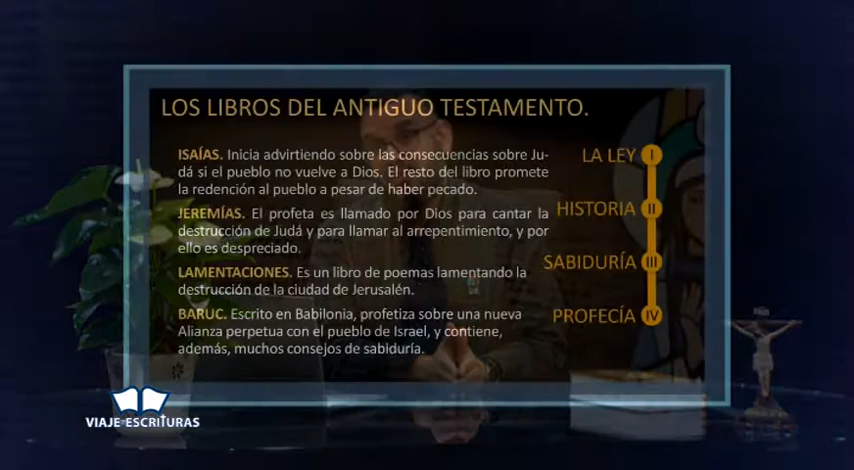 LOS LIBROS DEL ANTIGUO TESTAMENTO.
ISAÍAS. Inicia advirtiendo sobre las consecuencias sobre Ju-
dá si el pueblo no vuelve a Dios. El resto del libro promete
la redención al pueblo a pesar de haber pecado.
JEREMÍAS. El profeta es llamado por Dios para cantar la
destrucción de Judá y para llamar al arrepentimiento, y por
ello es despreciado.
LAMENTACIONES. Es un libro de poemas lamentando la
destrucción de la ciudad de Jerusalén.
BARUC. Escrito en Babilonia, profetiza sobre una nueva
Alianza perpetua con el pueblo de Israel, y contiene,
además, muchos consejos de sabiduría.
LA LEY I
HISTORIA II
SABIDURÍA III
PROFECÍA IV
VIAJE ESCRITURAS